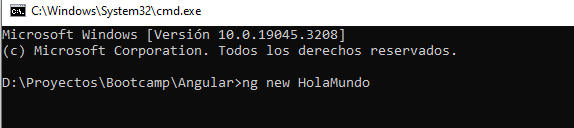 C:\Windows\System32\cmd.exe
Microsoft Windows [Versión 10.0.19045.3208]
(c) Microsoft Corporation. Todos los derechos reservados.
D:\Proyectos\Bootcamp\Angular>ng new HolaMundo